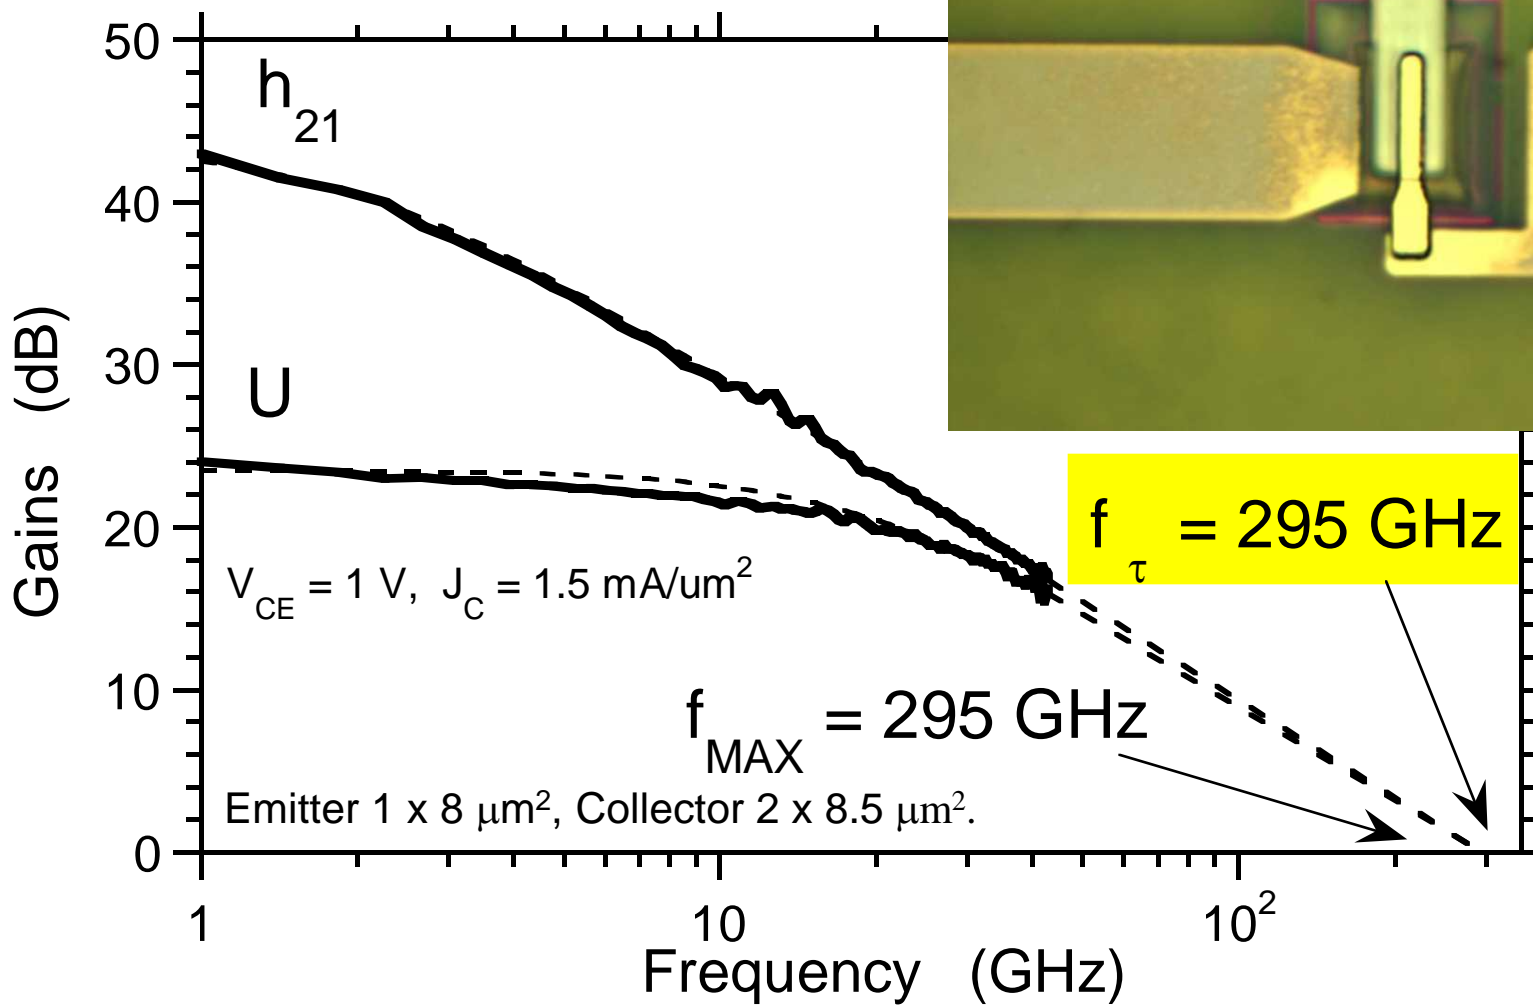 50
h21
40
30
U
Gains (dB)
20
f τ = 295 GHz
VCE = 1 V, JC = 1.5 mA/um2
10
fMAX = 295 GHz
Emitter 1 x 8 μm2, Collector 2 x 8.5 μm2.
0
1 10 102
Frequency (GHz)